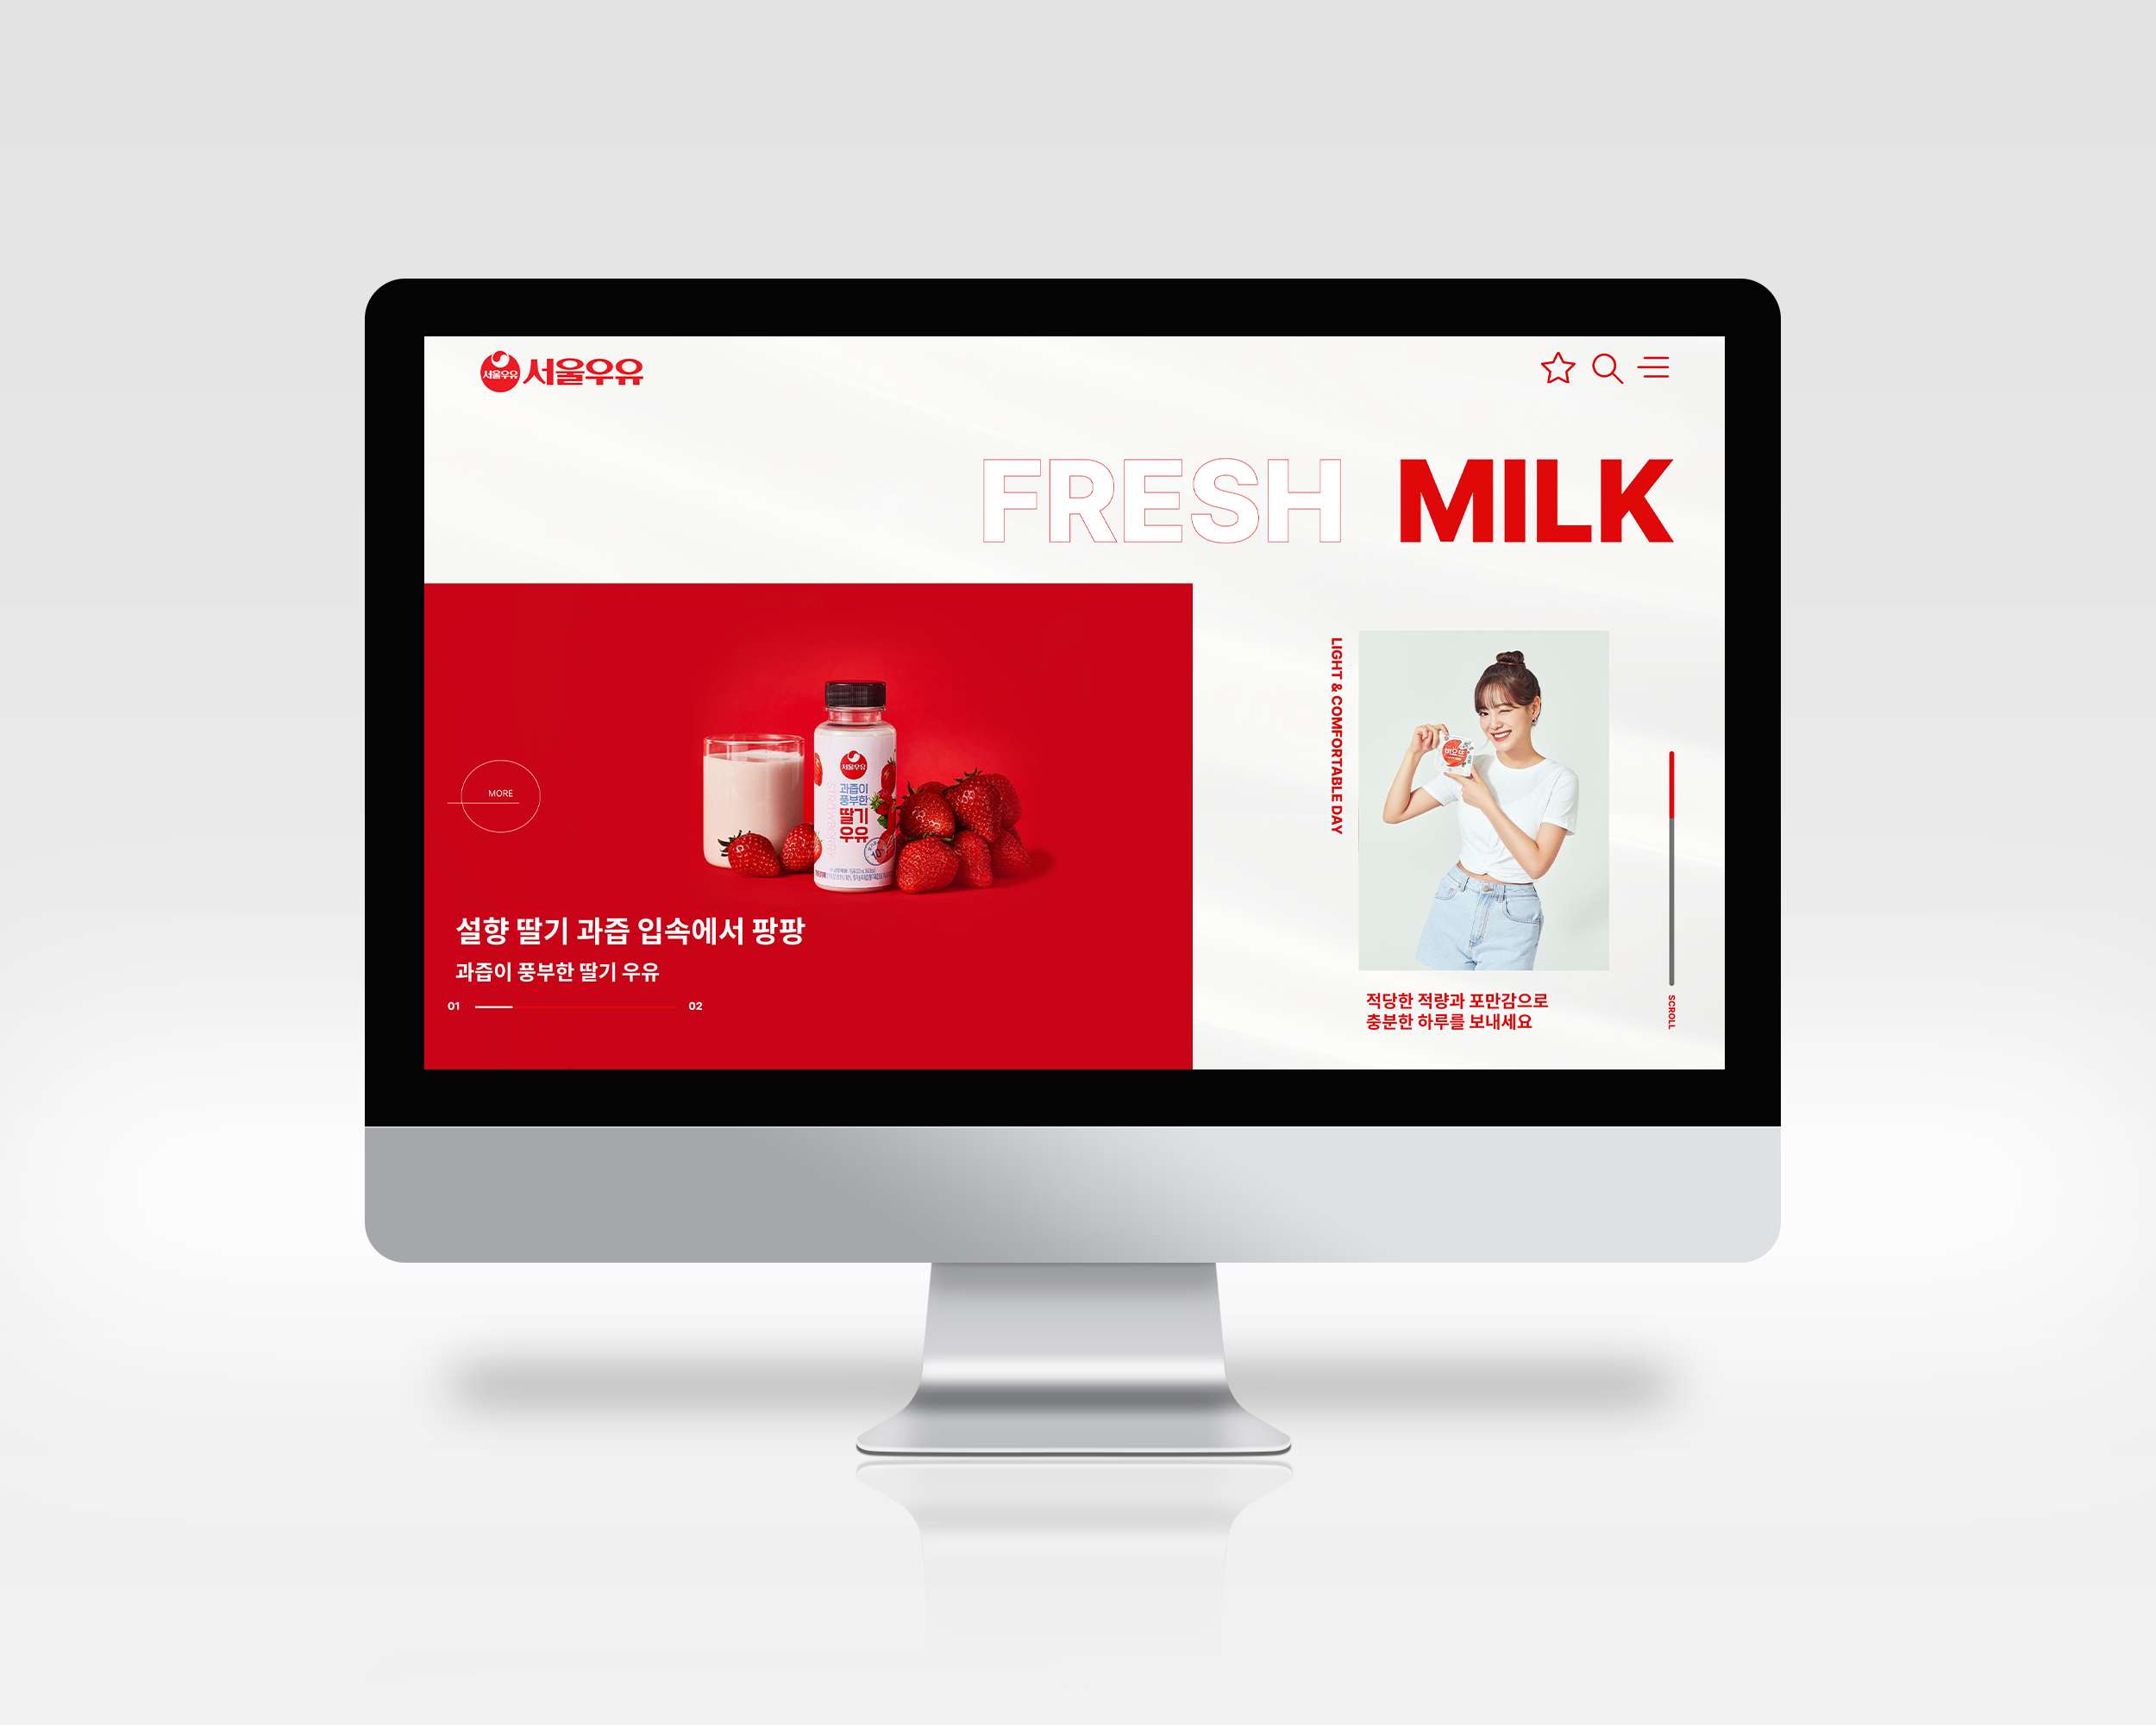 서울우유 서울우유
FRESH MILK
LIGHT & COMFORTABLE DAY
비요뜨
MORE
서울우유
과즙이
풍부한
딸기
우유
STRAWBERRY
설향 딸기 과즙 입속에서 팡팡
과즙이 풍부한 딸기 우유
01 02
적당한 적량과 포만감으로
충분한 하루를 보내세요
SCROLL